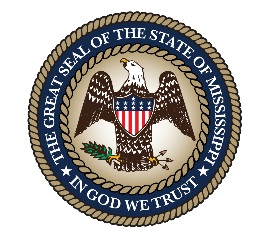 THE GREAT SEAL OF THE STATE OF MISSISSIPPI
IN GOD WE TRUST